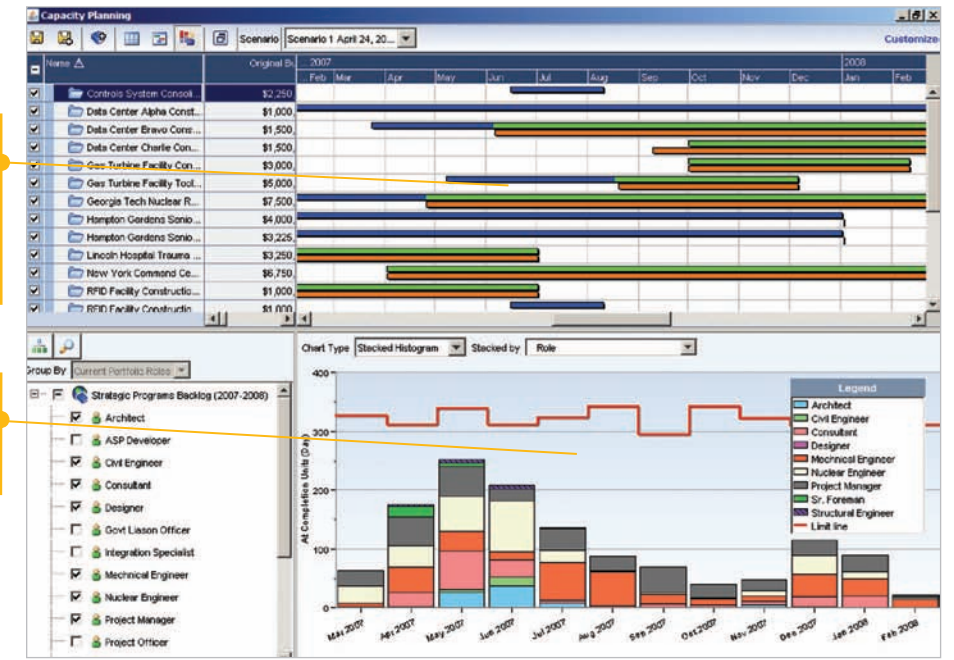 Capacity Planning
Scenario Scenario 1 April 24, 20... Customize
Name Original Bu 2007 2008
Feb Mar Apr May Jun Jul Aug Sep Oct Nov Dec Jan Feb
Controls System Consoli... $2,250
Data Center Alpha Const... $1,000,
Data Center Bravo Cons... $1,500,
Data Center Charlie Con... $1,500,
Gas Turbine Facility Con... $3,000,
Gas Turbine Facility Tool... $5,000,
Georgia Tech Nuclear R... $7,500,
Hampton Gardens Senio... $4,000,
Hampton Gardens Senio... $3,225,
Lincoln Hospital Trauma ... $3,250,
New York Command Ce... $6,750,
RFID Facility Constructio... $1,000,
RFID Facility Constructio $1,000
Chart Type Stacked Histogram Stacked by Role
Group By Current Portfolio Roles
Strategic Programs Backlog (2007-2008)
Architect
ASP Developer
Civil Engineer
Consultant
Designer
Govt Liason Officer
Integration Specialist
Mechnical Engineer
Nuclear Engineer
Project Manager
Project Officer
At Completion Units (Day)
400
300
200
100
0
Legend
Architect
Civil Engineer
Consultant
Designer
Mechnical Engineer
Nuclear Engineer
Project Manager
Sr. Foreman
Structural Engineer
Limit line
Mar 2007 Apr 2007 May 2007 Jun 2007 Jul 2007 Aug 2007 Sep 2007 Oct 2007 Nov 2007 Dec 2007 Jan 2008 Feb 2008